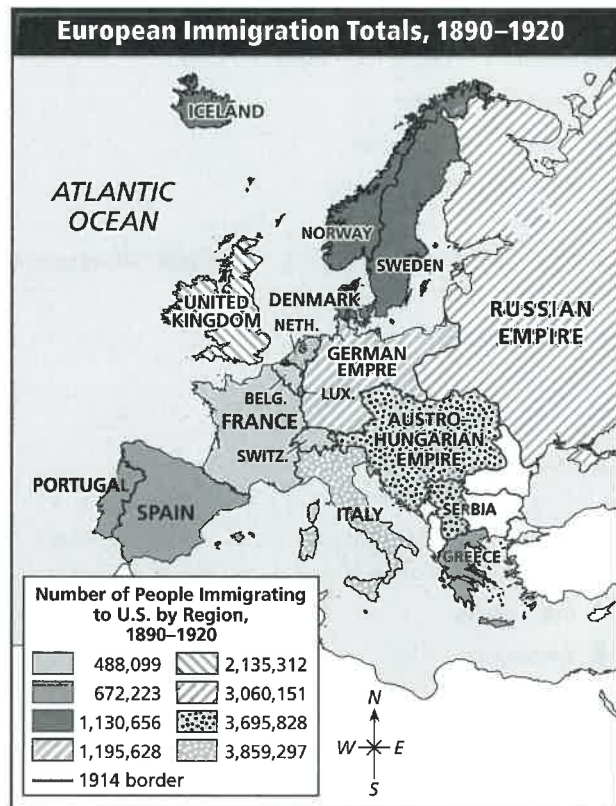 European Immigration Totals, 1890–1920
ICELAND
ATLANTIC
OCEAN
NORWAY
SWEDEN
RUSSIAN
EMPIRE
UNITED
KINGDOM
DENMARK
NETH.
GERMAN
EMPRE
BELG.
LUX.
FRANCE
AUSTRO-
HUNGARIAN
EMPIRE
SWITZ.
PORTUGAL
SPAIN
ITALY
SERBIA
GREECE
Number of People Immigrating
to U.S. by Region,
1890–1920
488,099 2,135,312
672,223 3,060,151
1,130,656 3,695,828
1,195,628 3,859,297
1914 border
N
W E
S